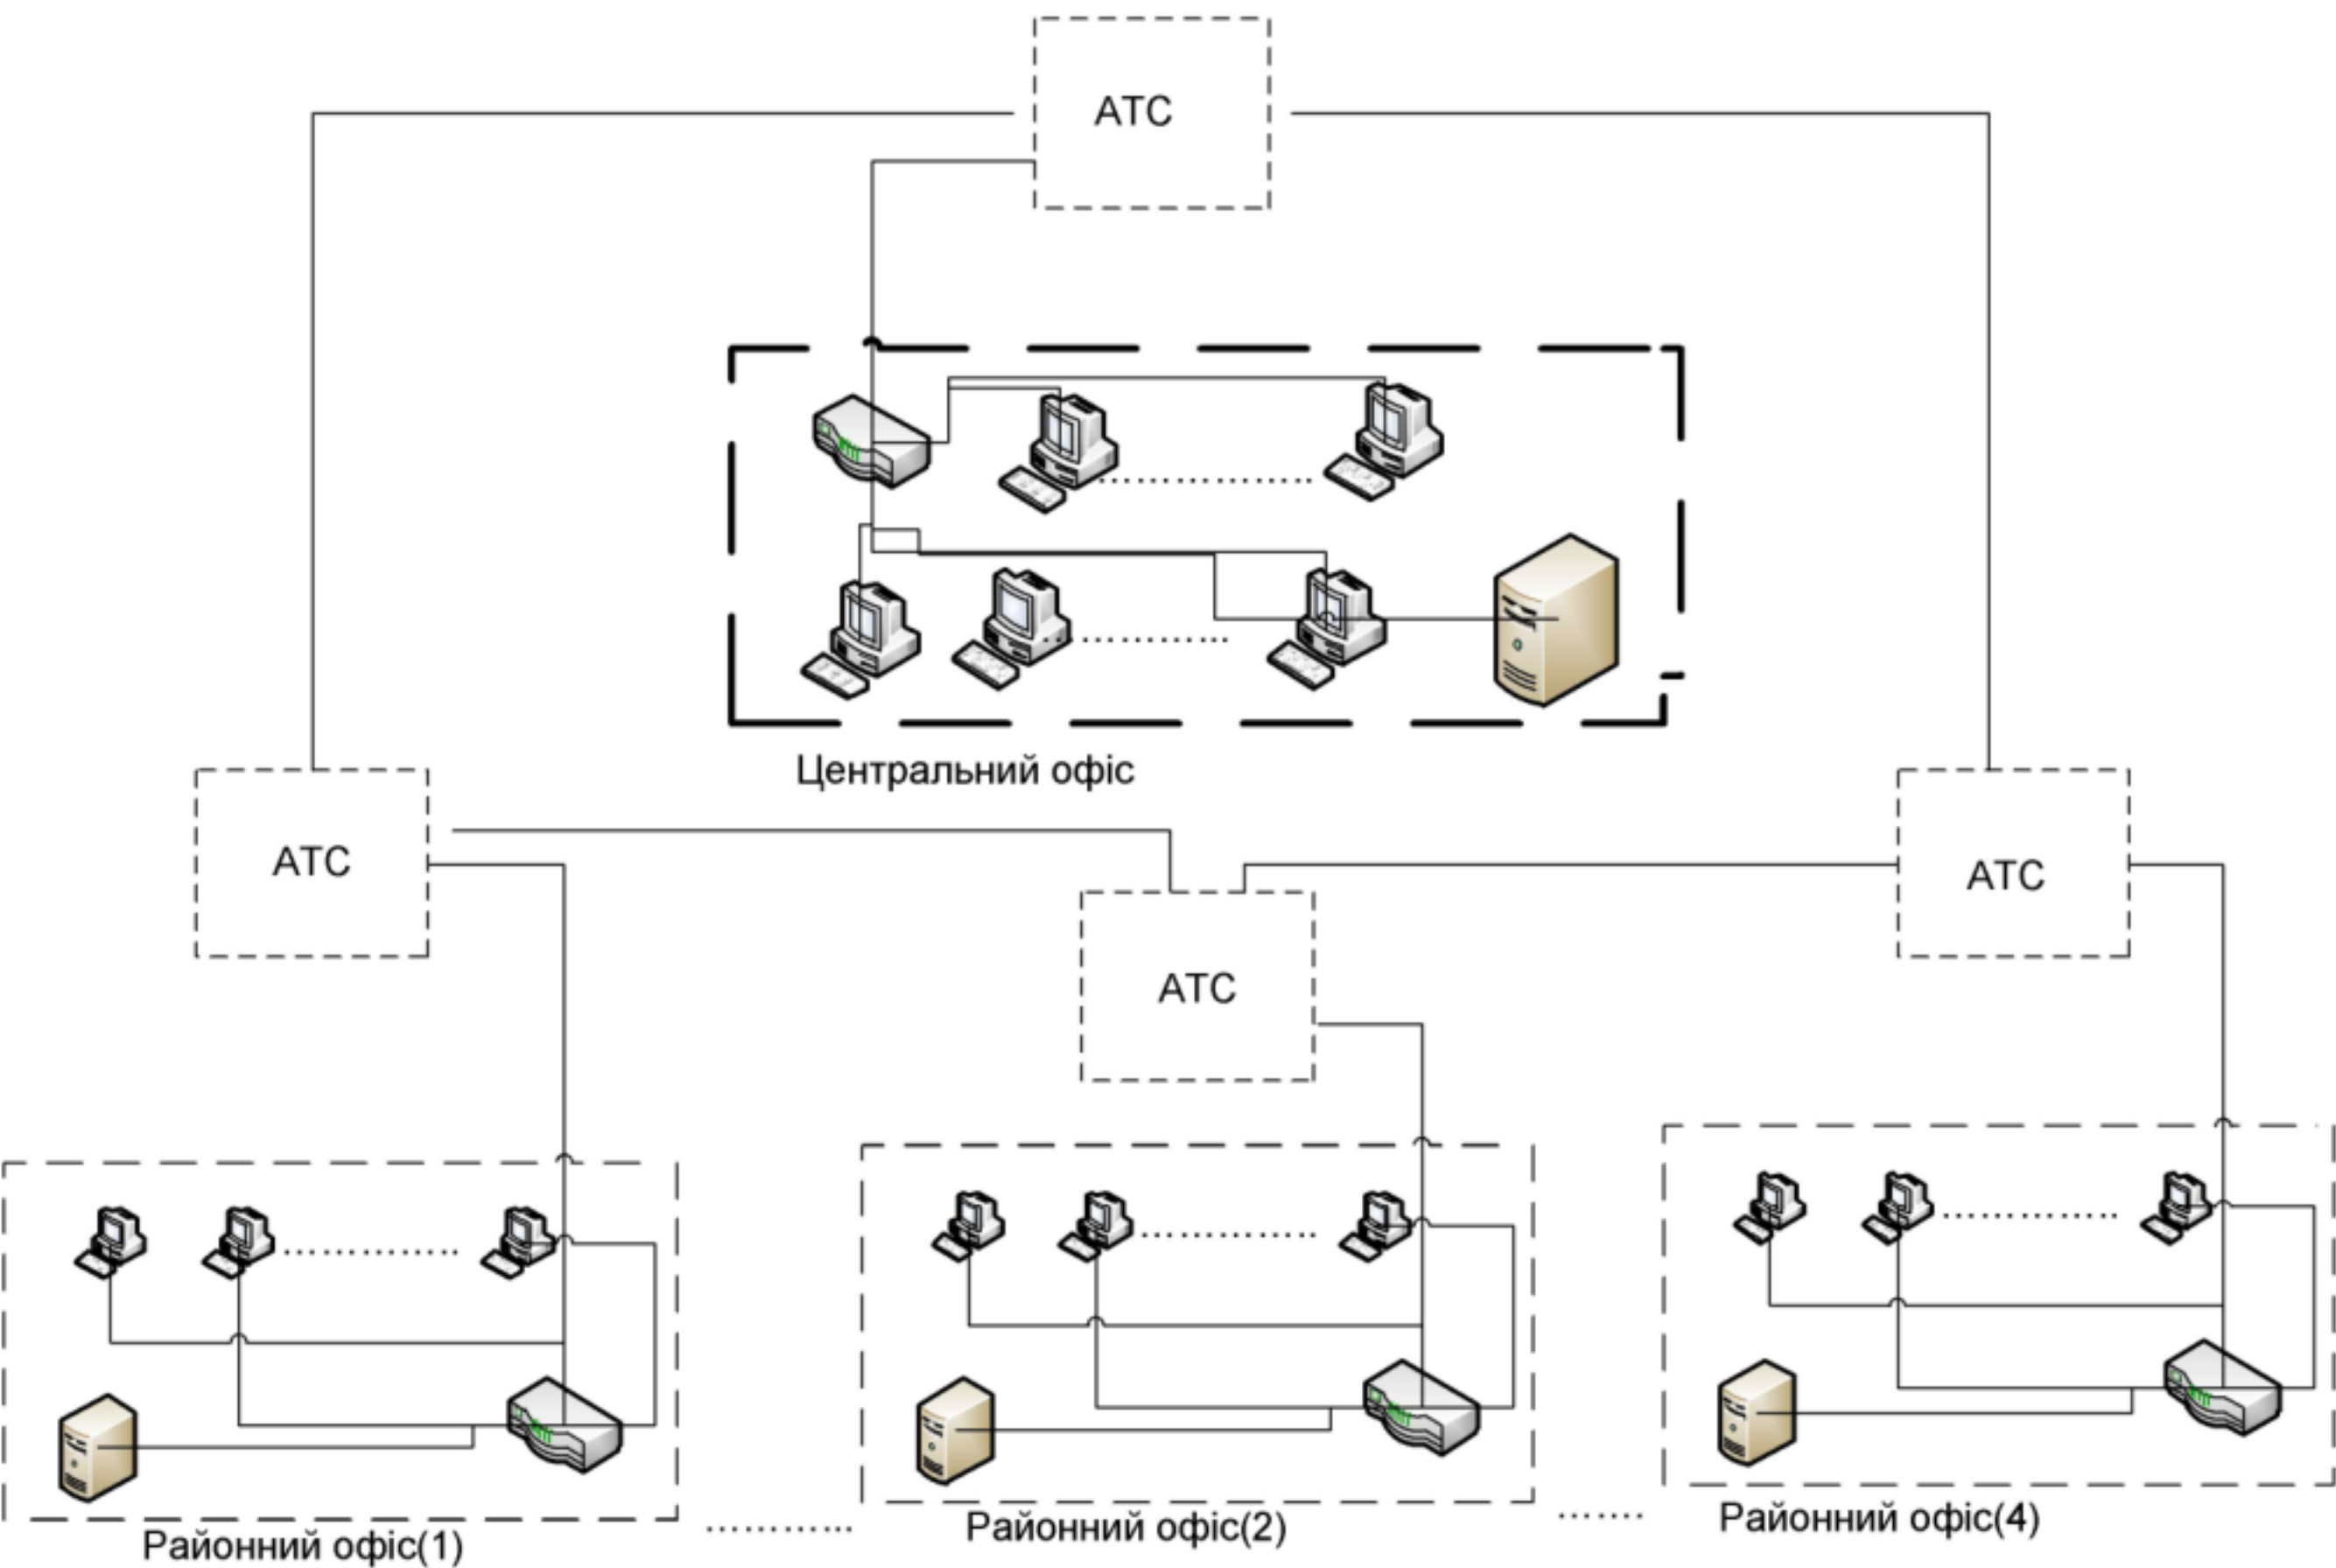 АТС
Центральний офіс
АТС
АТС
АТС
Районний офіс(1)
Районний офіс(2)
Районний офіс(4)